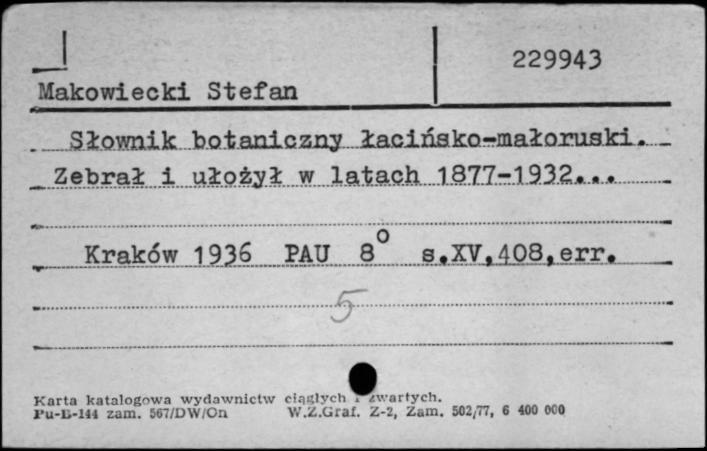 229943
Makowiecki Stefan
Słownik botaniczny łacińsko-małoruski.
Zebrał i ułożył w latach 1877-1932...
Kraków 1936 PAU 8° s.XV,408,err.
5
Karta katalogowa wydawnictw ciągłych i zwartych.
Pu-B-144 zam. 567/DW/On W.Z.Graf. Z-2, Zam. 502/77, 6 400 000